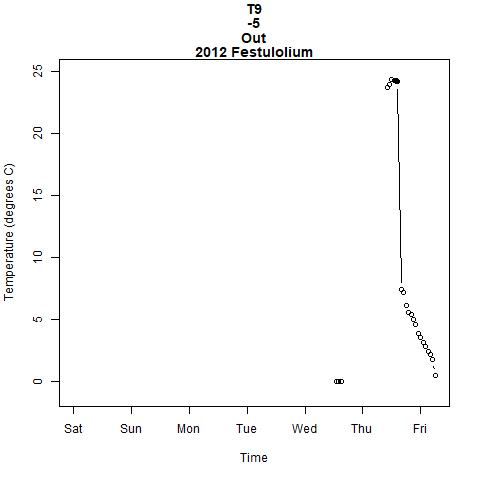 T9
-5
Out
2012 Festulolium
25
20
15
10
5
0
Temperature (degrees C)
Sat Sun Mon Tue Wed Thu Fri
Time